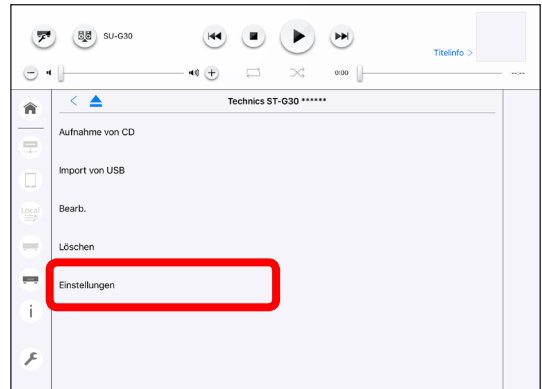 SU-G30
Titelinfo >
0:00
--:--
Technics ST-G30 ******
Aufnahme von CD
Import von USB
Bearb.
Local
Löschen
Einstellungen
i